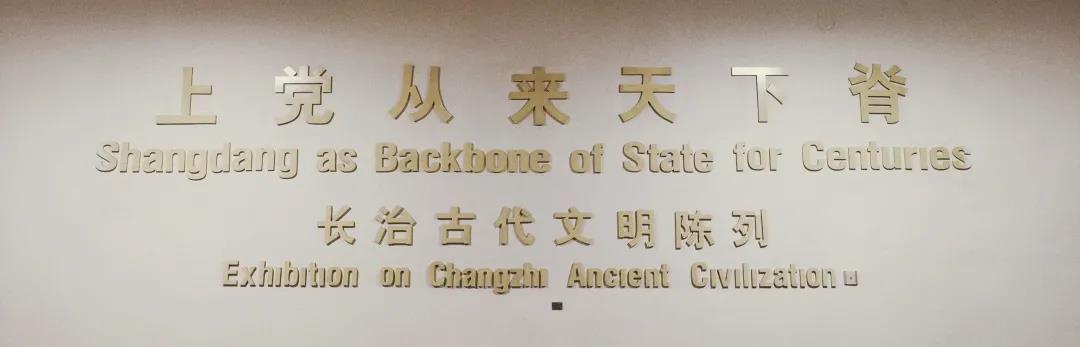 上党从来天下脊
Shangdang as Backbone of State for Centuries
长治古代文明陈列
Exhibition on Changzhi Ancient Civilization